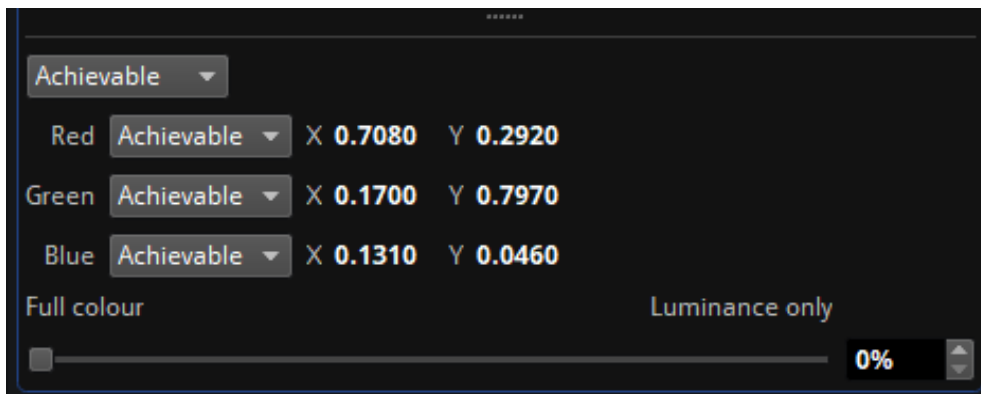 Achievable
Red Achievable X 0.7080 Y 0.2920
Green Achievable X 0.1700 Y 0.7970
Blue Achievable X 0.1310 Y 0.0460
Full colour Luminance only
0%